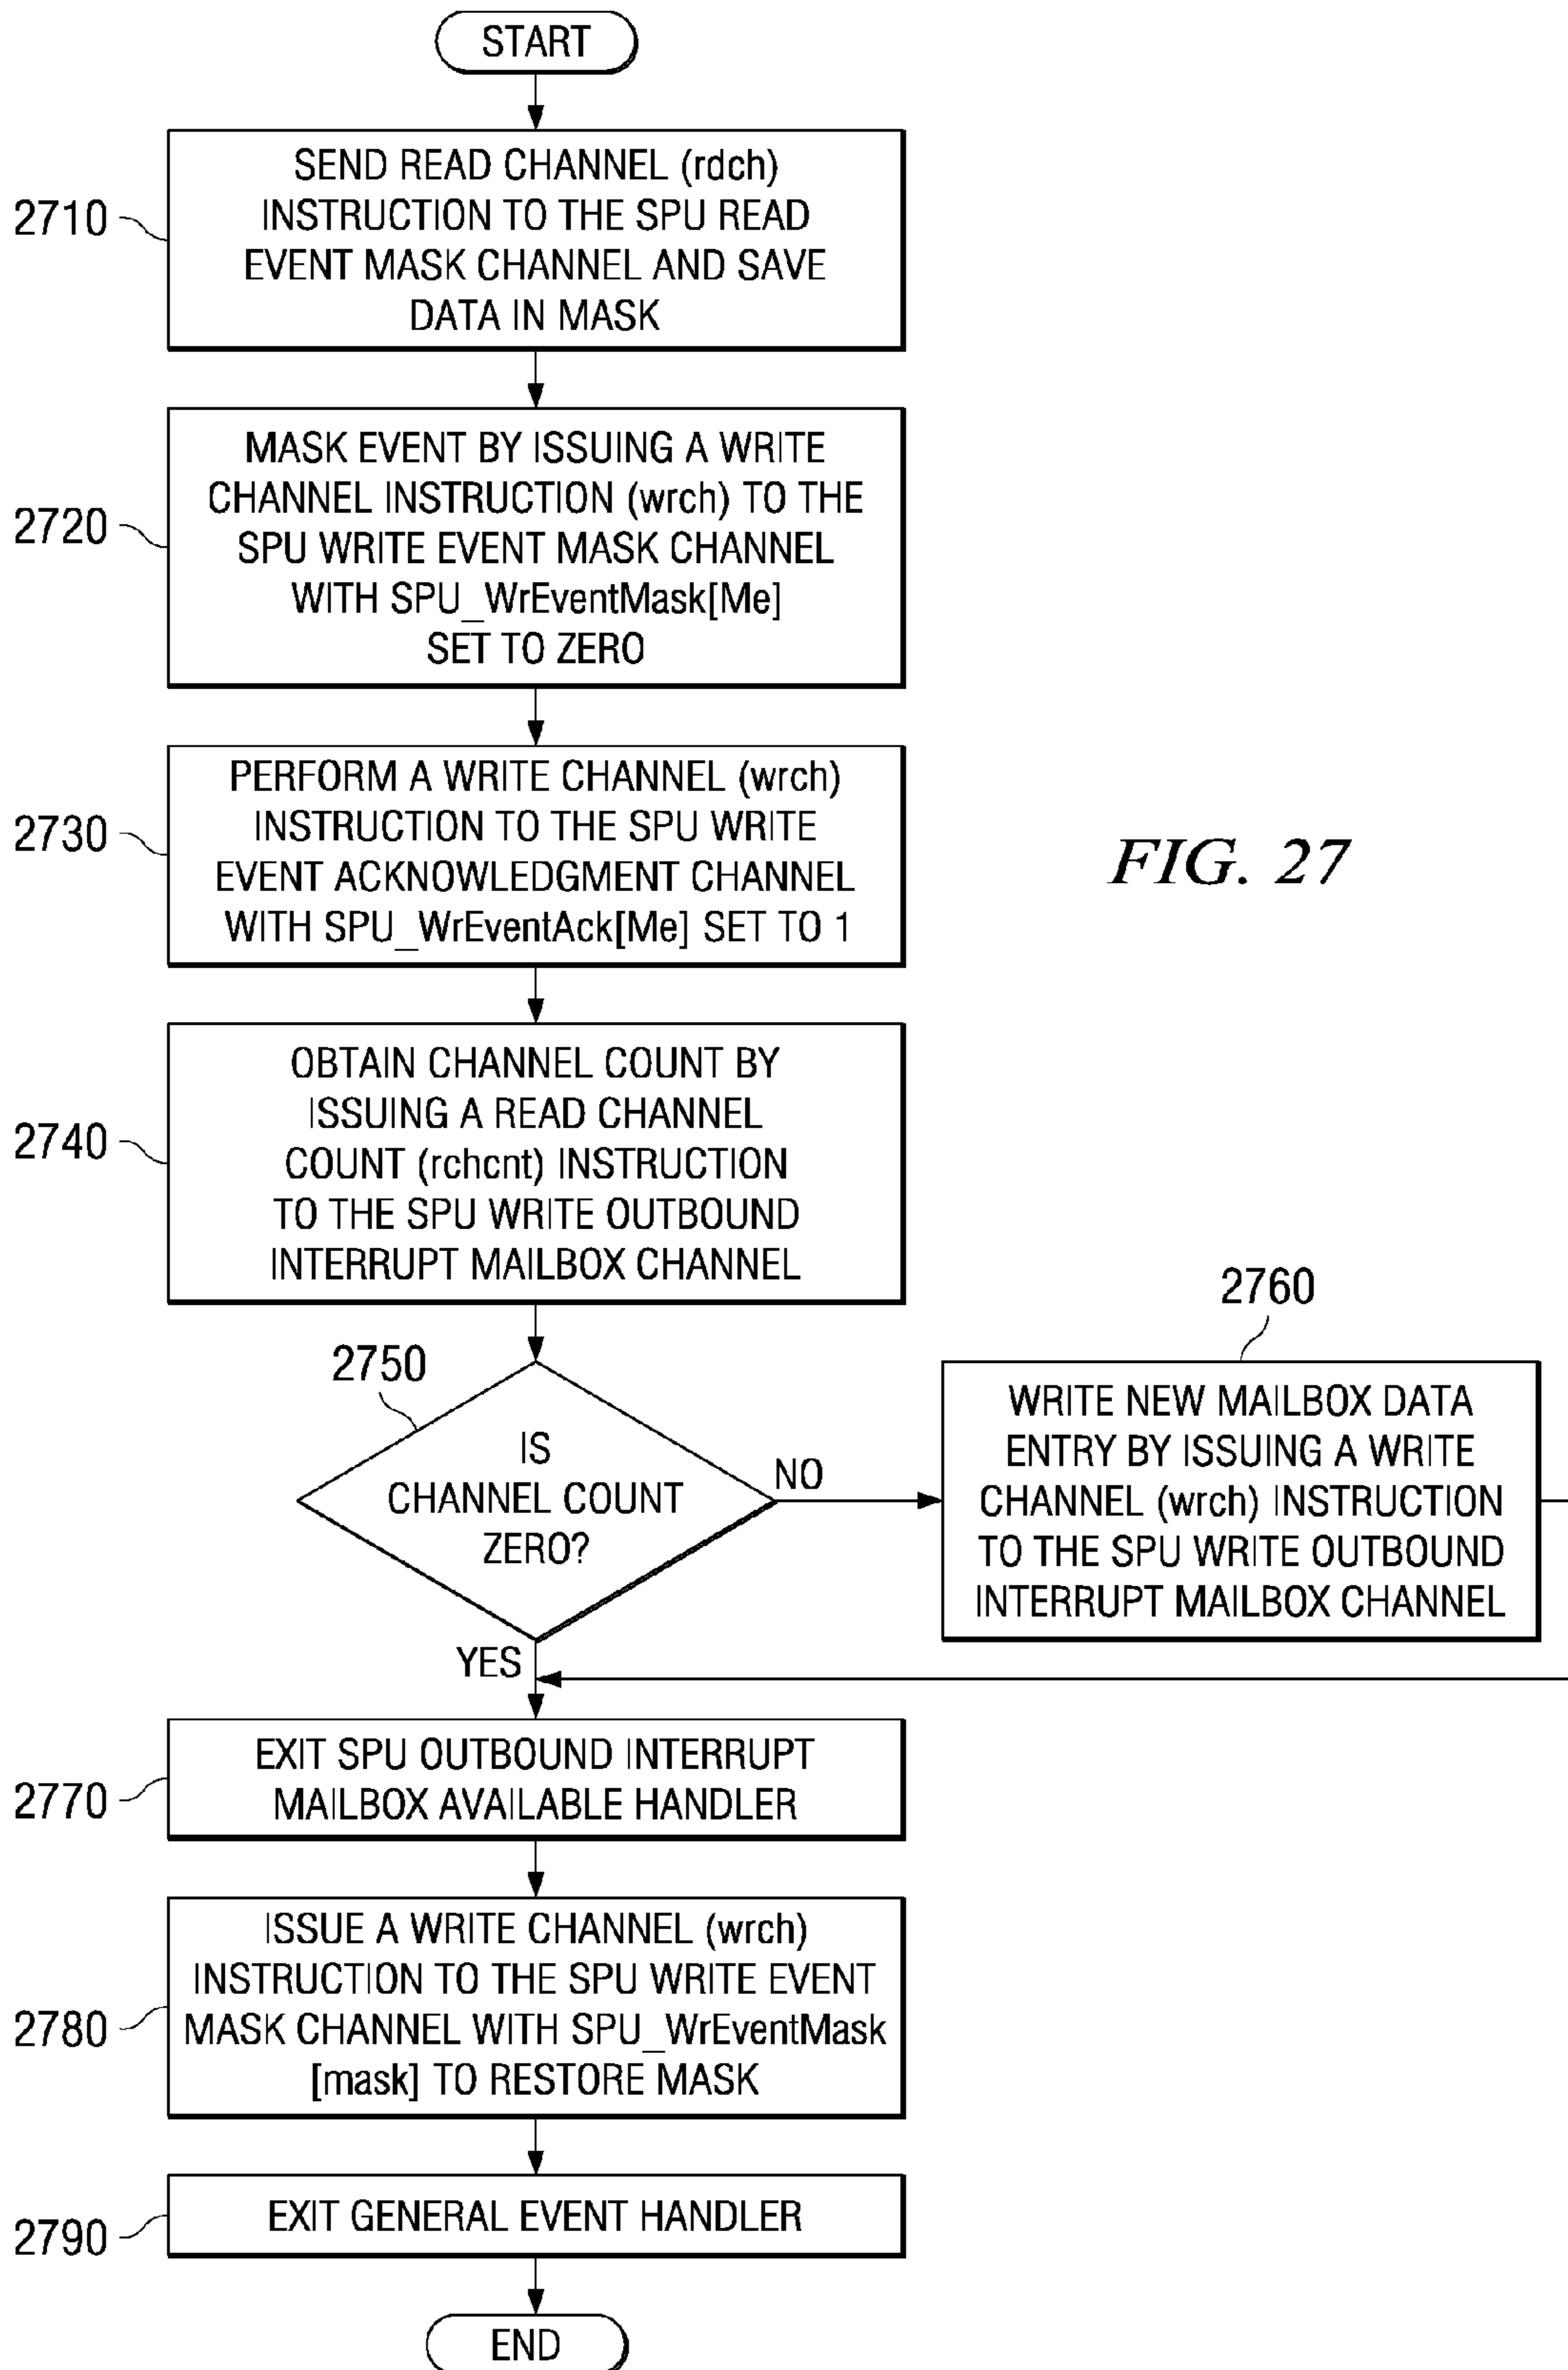 START
2710
SEND READ CHANNEL (rdch)
INSTRUCTION TO THE SPU READ
EVENT MASK CHANNEL AND SAVE
DATA IN MASK
2720
MASK EVENT BY ISSUING A WRITE
CHANNEL INSTRUCTION (wrch) TO THE
SPU WRITE EVENT MASK CHANNEL
WITH SPU_WrEventMask[Me]
SET TO ZERO
2730
PERFORM A WRITE CHANNEL (wrch)
INSTRUCTION TO THE SPU WRITE
EVENT ACKNOWLEDGMENT CHANNEL
WITH SPU_WrEventAck[Me] SET TO 1
FIG. 27
2740
OBTAIN CHANNEL COUNT BY
ISSUING A READ CHANNEL
COUNT (rchcnt) INSTRUCTION
TO THE SPU WRITE OUTBOUND
INTERRUPT MAILBOX CHANNEL
2750
IS
CHANNEL COUNT
ZERO?
NO
YES
2760
WRITE NEW MAILBOX DATA
ENTRY BY ISSUING A WRITE
CHANNEL (wrch) INSTRUCTION
TO THE SPU WRITE OUTBOUND
INTERRUPT MAILBOX CHANNEL
2770
EXIT SPU OUTBOUND INTERRUPT
MAILBOX AVAILABLE HANDLER
2780
ISSUE A WRITE CHANNEL (wrch)
INSTRUCTION TO THE SPU WRITE EVENT
MASK CHANNEL WITH SPU_WrEventMask
[mask] TO RESTORE MASK
2790
EXIT GENERAL EVENT HANDLER
END